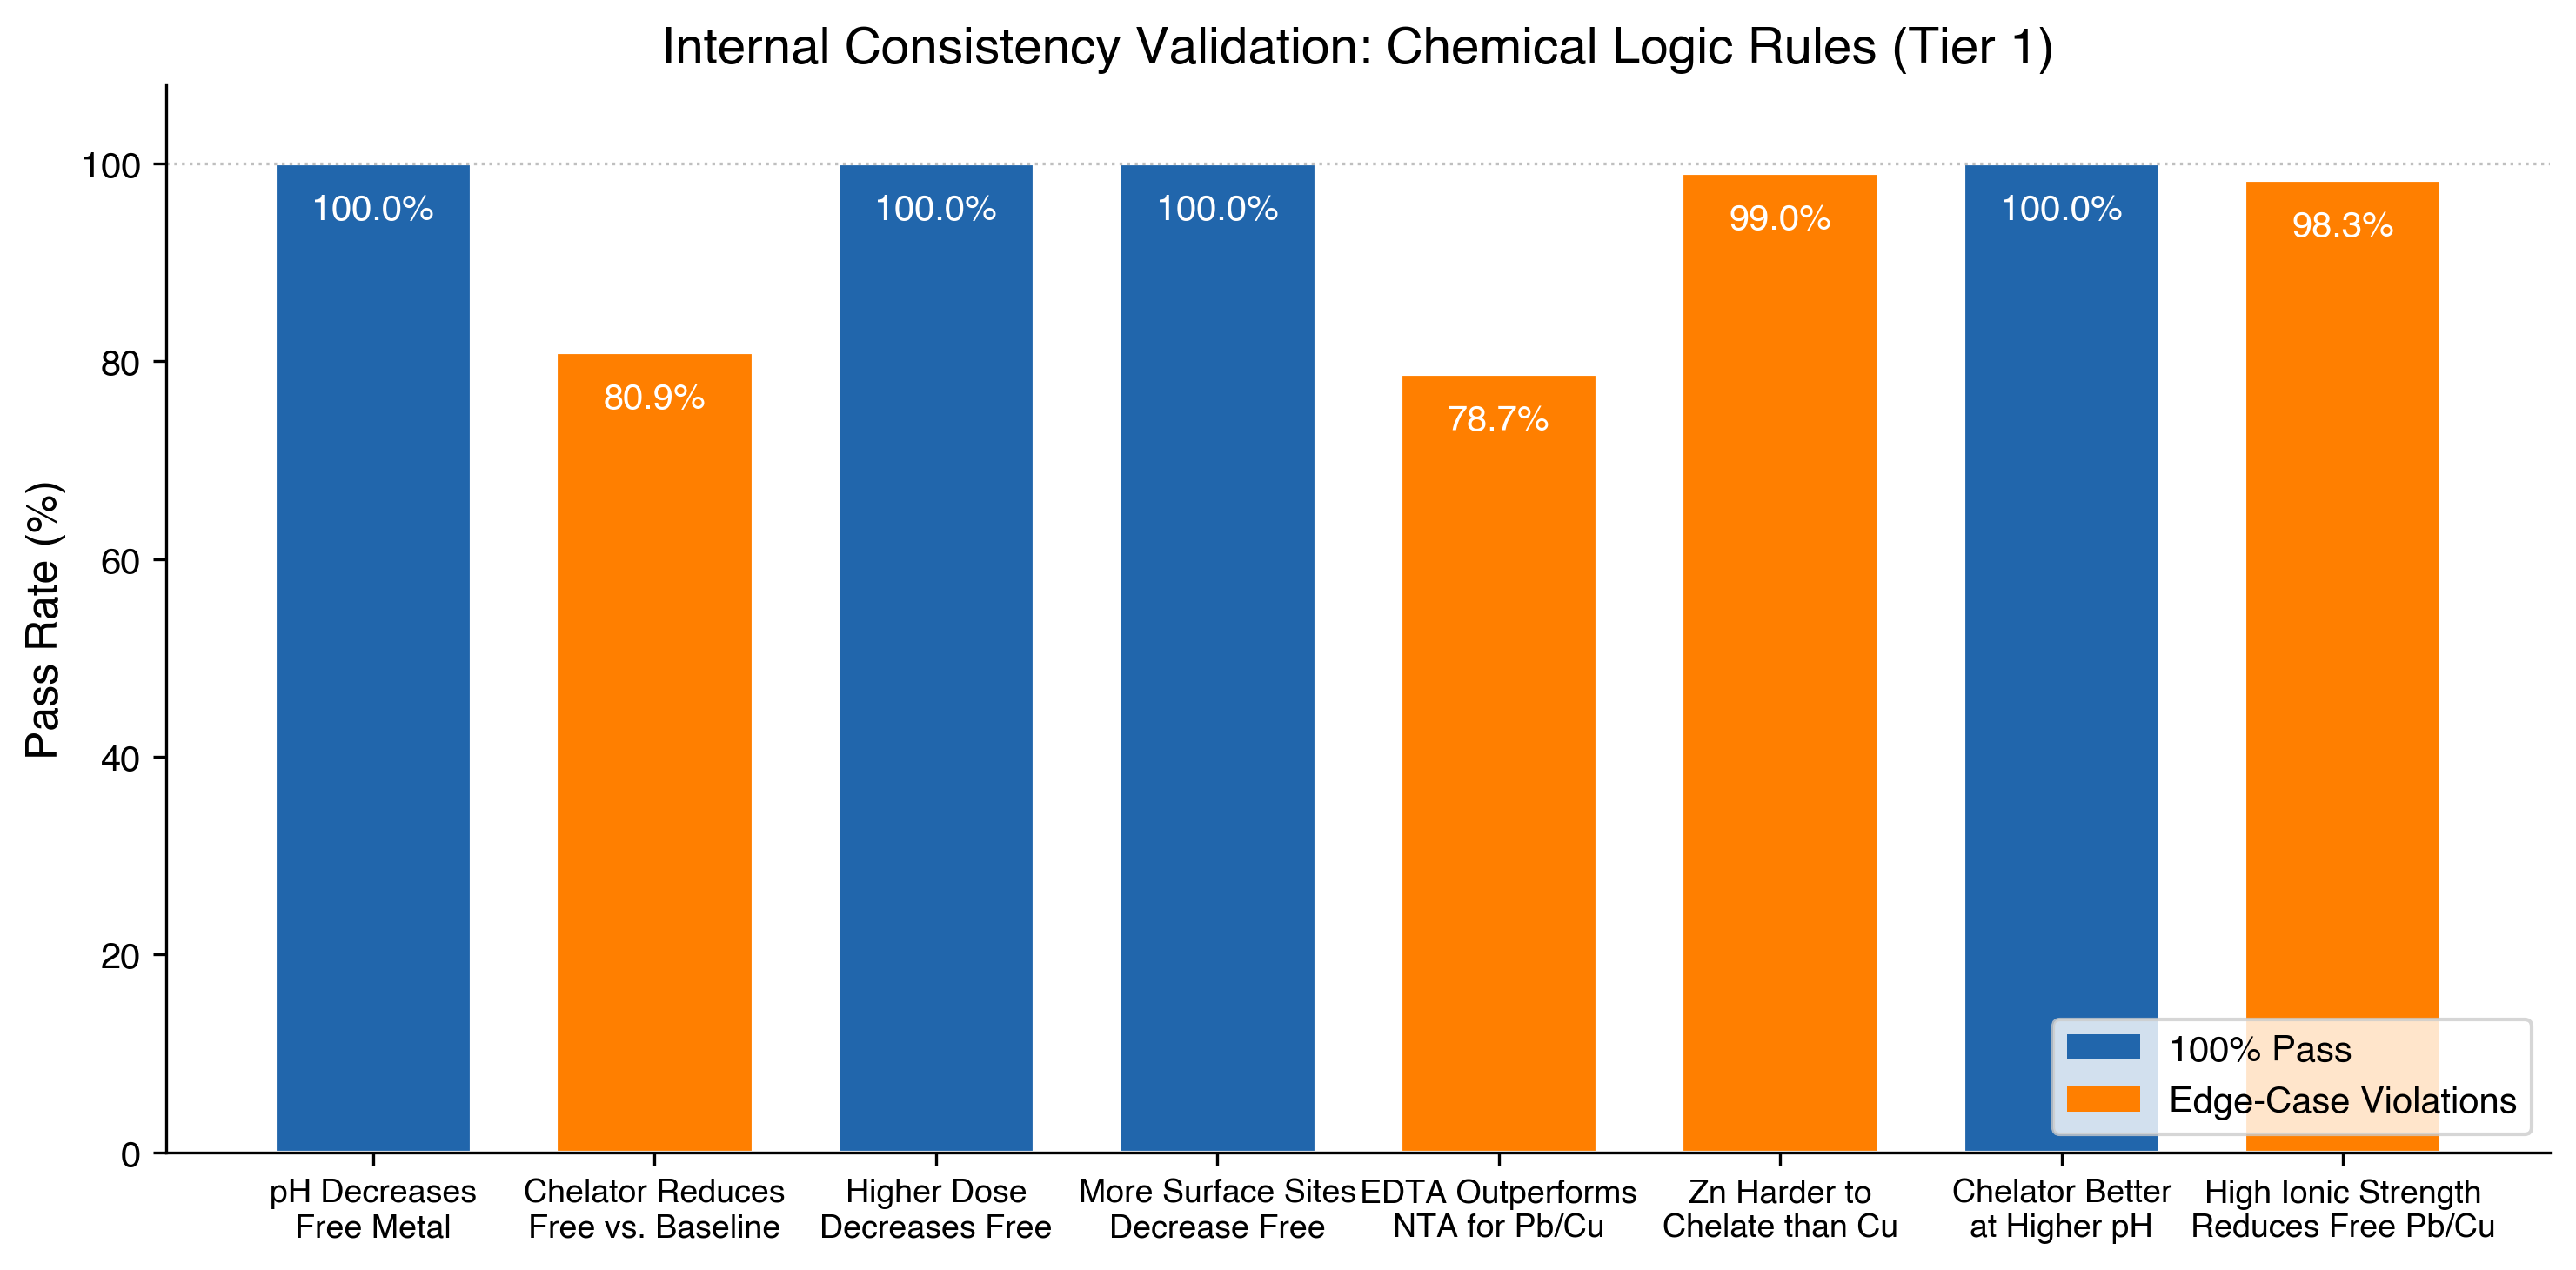 Internal Consistency Validation: Chemical Logic Rules (Tier 1)
Pass Rate (%)
100
80
60
40
20
0
100.0%
80.9%
100.0%
100.0%
78.7%
99.0%
100.0%
98.3%
pH Decreases
Free Metal
Chelator Reduces
Free vs. Baseline
Higher Dose
Decreases Free
More Surface Sites
Decrease Free
EDTA Outperforms
NTA for Pb/Cu
Zn Harder to
Chelate than Cu
Chelator Better
at Higher pH
High Ionic Strength
Reduces Free Pb/Cu
100% Pass
Edge-Case Violations